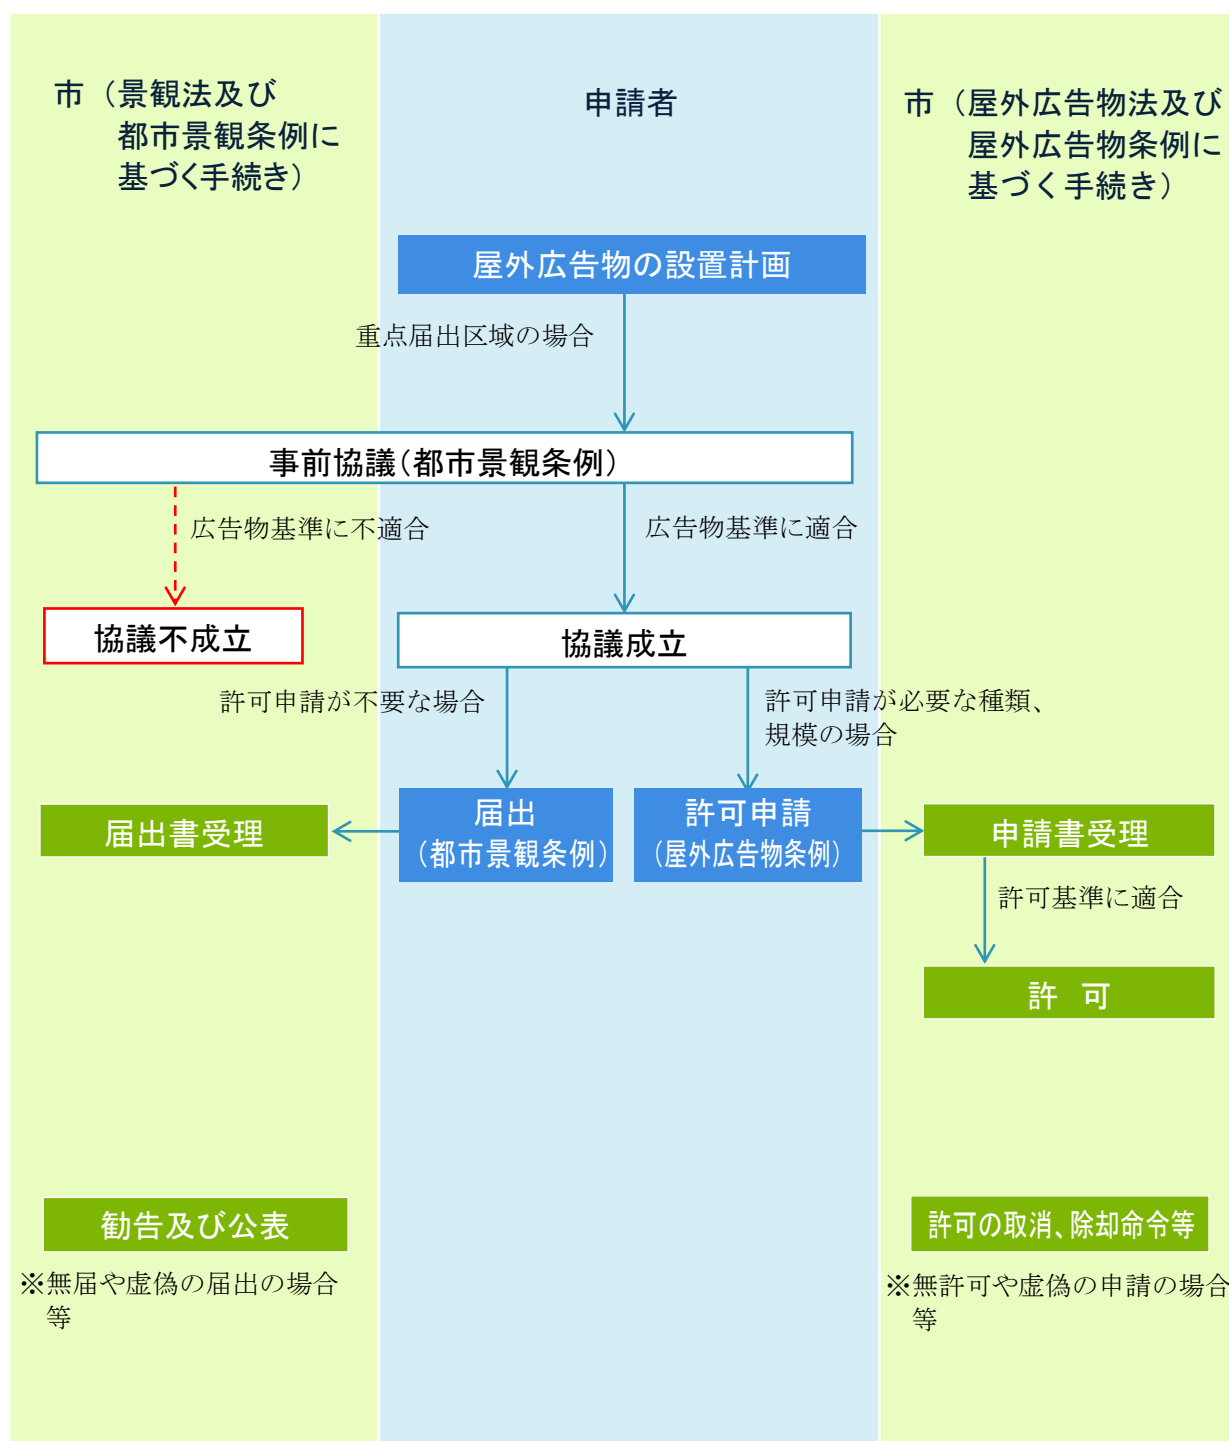 市（景観法及び
都市景観条例に
基づく手続き）
申請者
市（屋外広告物法及び
屋外広告物条例に
基づく手続き）
屋外広告物の設置計画
重点届出区域の場合
事前協議（都市景観条例）
広告物基準に不適合
広告物基準に適合
協議不成立
協議成立
許可申請が不要な場合
許可申請が必要な種類、
規模の場合
届出書受理
届出
（都市景観条例）
許可申請
（屋外広告物条例）
申請書受理
許可基準に適合
許　可
勧告及び公表
※無届や虚偽の届出の場合
等
許可の取消、除却命令等
※無許可や虚偽の申請の場合
等